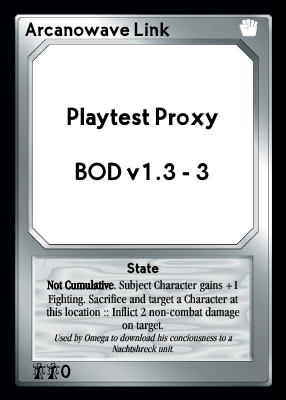 Arcanowave Link
Playtest Proxy
BOD v1.3 - 3
State
Not Cumulative. Subject Character gains +1
Fighting. Sacrifice and target a Character at
this location :: Inflict 2 non-combat damage
on target.
Used by Omega to download his conciousness to a
Nachtshreck unit.
0